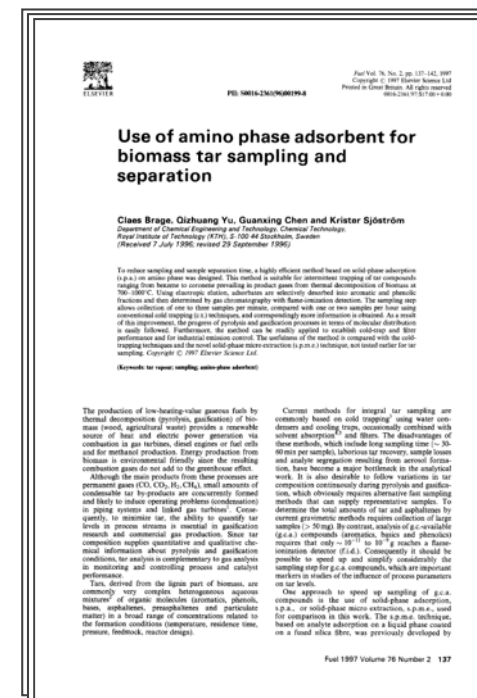 ELSEVIER
PII: S0016-2361(96)00199-8
Fuel Vol. 76, No. 2, pp. 137–142, 1997
Copyright © 1997 Elsevier Science Ltd
Printed in Great Britain. All rights reserved
0016-2361/97/$17.00+0.00
Use of amino phase adsorbent for
biomass tar sampling and
separation
Claes Brage, Qizhuang Yu, Guanxing Chen and Krister Sjöström
Department of Chemical Engineering and Technology, Chemical Technology,
Royal Institute of Technology (KTH), S-100 44 Stockholm, Sweden
(Received 7 July 1996; revised 29 September 1996)
To reduce sampling and sample separation time, a highly efficient method based on solid-phase adsorption
(s.p.a.) on amino phase was designed. This method is suitable for intermittent trapping of tar compounds
ranging from benzene to coronene prevailing in product gases from thermal decomposition of biomass at
700–1000°C. Using elutropic elution, adsorbates are selectively desorbed into aromatic and phenolic
fractions and then determined by gas chromatography with flame-ionization detection. The sampling step
allows collection of one to three samples per minute, compared with one or two samples per hour using
conventional cold trapping (c.t.) techniques, and correspondingly more information is obtained. As a result
of this improvement, the progress of pyrolysis and gasification processes in terms of molecular distribution
is easily followed. Furthermore, the method can be readily applied to establish cold-trap and filter
performance and for industrial emission control. The usefulness of the method is compared with the cold-
trapping techniques and the novel solid-phase micro extraction (s.p.m.e.) technique, not tested earlier for tar
sampling. Copyright © 1997 Elsevier Science Ltd.
(Keywords: tar vapour; sampling; amino-phase adsorbent)
The production of low-heating-value gaseous fuels by
thermal decomposition (pyrolysis, gasification) of bio-
mass (wood, agricultural waste) provides a renewable
source of heat and electric power generation via
combustion in gas turbines, diesel engines or fuel cells
and for methanol production. Energy production from
biomass is environmental friendly since the resulting
combustion gases do not add to the greenhouse effect.
Although the main products from these processes are
permanent gases (CO, CO2, H2, CH4), small amounts of
condensable tar by-products are concurrently formed
and likely to induce operating problems (condensation)
in piping systems and linked gas turbines1. Conse-
quently, to minimize tar, the ability to quantify tar
levels in process streams is essential in gasification
research and commercial gas production. Since tar
composition supplies quantitative and qualitative che-
mical information about pyrolysis and gasification
conditions, tar analysis is complementary to gas analysis
in monitoring and controlling process and catalyst
performance.
Tars, derived from the lignin part of biomass, are
commonly very complex heterogeneous aqueous
mixtures2 of organic molecules (aromatics, phenols,
bases, asphaltenes, preasphaltenes and particulate
matter) in a broad range of concentrations related to
the formation conditions (temperature, residence time,
pressure, feedstock, reactor design).
Current methods for integral tar sampling are
commonly based on cold trapping using water con-
densers and cooling traps, occasionally combined with
solvent absorption and filters. The disadvantages of
these methods, which include long sampling time (~ 30–
60 min per sample), laborious tar recovery, sample losses
and analyte segregation resulting from aerosol forma-
tion, have become a major bottleneck in the analytical
work. It is also desirable to follow variations in tar
composition continuously during pyrolysis and gasifica-
tion, which obviously requires alternative fast sampling
methods that can supply representative samples. To
determine the total amounts of tar and asphaltenes by
current gravimetric methods requires collection of large
samples (> 50 mg). By contrast, analysis of g.c.-available
(g.c.a.) compounds (aromatics, basics and phenolics)
requires that only reaches a flame-
ionization detector (f.i.d.). Consequently it should be
possible to speed up and simplify considerably the
sampling step for g.c.a. compounds, which are important
markers in studies of the influence of process parameters
on tar levels.
One approach to speed up sampling of g.c.a.
compounds is the use of solid-phase adsorption,
s.p.a., or solid-phase micro extraction, s.p.m.e., used
for comparison in this work. The s.p.m.e. technique,
based on analyte adsorption on a liquid phase coated
on a fused silica fibre, was previously developed by
Fuel 1997 Volume 76 Number 2 137